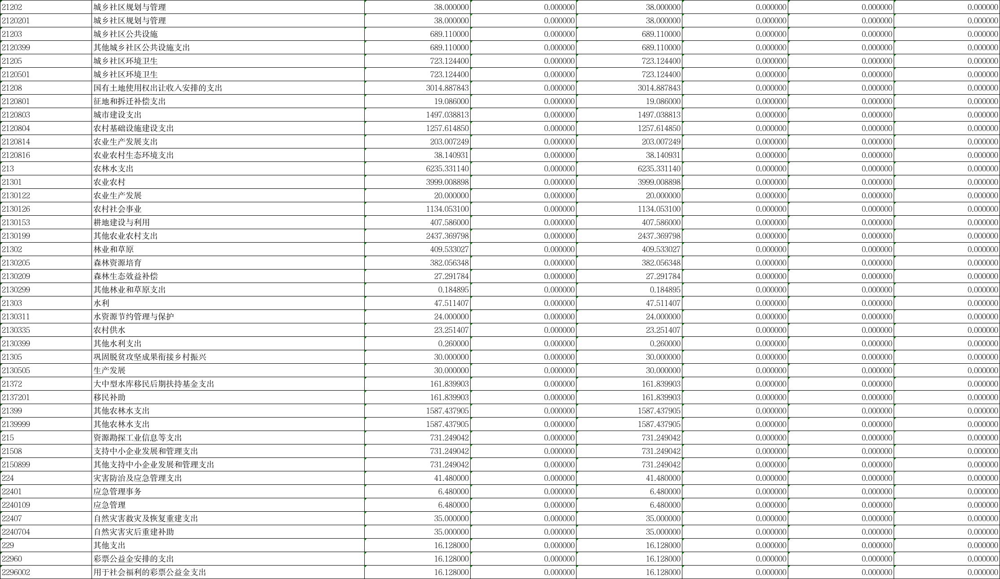 21202 城乡社区规划与管理 38.000000 0.000000 38.000000 0.000000 0.000000 0.000000
2120201 城乡社区规划与管理 38.000000 0.000000 38.000000 0.000000 0.000000 0.000000
21203 城乡社区公共设施 689.110000 0.000000 689.110000 0.000000 0.000000 0.000000
2120399 其他城乡社区公共设施支出 689.110000 0.000000 689.110000 0.000000 0.000000 0.000000
21205 城乡社区环境卫生 723.124400 0.000000 723.124400 0.000000 0.000000 0.000000
2120501 城乡社区环境卫生 723.124400 0.000000 723.124400 0.000000 0.000000 0.000000
21208 国有土地使用权出让收入安排的支出 3014.887843 0.000000 3014.887843 0.000000 0.000000 0.000000
2120801 征地和拆迁补偿支出 19.086000 0.000000 19.086000 0.000000 0.000000 0.000000
2120803 城市建设支出 1497.038813 0.000000 1497.038813 0.000000 0.000000 0.000000
2120804 农村基础设施建设支出 1257.614850 0.000000 1257.614850 0.000000 0.000000 0.000000
2120814 农业生产发展支出 203.007249 0.000000 203.007249 0.000000 0.000000 0.000000
2120816 农业农村生态环境支出 38.140931 0.000000 38.140931 0.000000 0.000000 0.000000
213 农林水支出 6235.331140 0.000000 6235.331140 0.000000 0.000000 0.000000
21301 农业农村 3999.008898 0.000000 3999.008898 0.000000 0.000000 0.000000
2130122 农业生产发展 20.000000 0.000000 20.000000 0.000000 0.000000 0.000000
2130126 农村社会事业 1134.053100 0.000000 1134.053100 0.000000 0.000000 0.000000
2130153 耕地建设与利用 407.586000 0.000000 407.586000 0.000000 0.000000 0.000000
2130199 其他农业农村支出 2437.369798 0.000000 2437.369798 0.000000 0.000000 0.000000
21302 林业和草原 409.533027 0.000000 409.533027 0.000000 0.000000 0.000000
2130205 森林资源培育 382.056348 0.000000 382.056348 0.000000 0.000000 0.000000
2130209 森林生态效益补偿 27.291784 0.000000 27.291784 0.000000 0.000000 0.000000
2130299 其他林业和草原支出 0.184895 0.000000 0.184895 0.000000 0.000000 0.000000
21303 水利 47.511407 0.000000 47.511407 0.000000 0.000000 0.000000
2130311 水资源节约管理与保护 24.000000 0.000000 24.000000 0.000000 0.000000 0.000000
2130335 农村供水 23.251407 0.000000 23.251407 0.000000 0.000000 0.000000
2130399 其他水利支出 0.260000 0.000000 0.260000 0.000000 0.000000 0.000000
21305 巩固脱贫攻坚成果衔接乡村振兴 30.000000 0.000000 30.000000 0.000000 0.000000 0.000000
2130505 生产发展 30.000000 0.000000 30.000000 0.000000 0.000000 0.000000
21372 大中型水库移民后期扶持基金支出 161.839903 0.000000 161.839903 0.000000 0.000000 0.000000
2137201 移民补助 161.839903 0.000000 161.839903 0.000000 0.000000 0.000000
21399 其他农林水支出 1587.437905 0.000000 1587.437905 0.000000 0.000000 0.000000
2139999 其他农林水支出 1587.437905 0.000000 1587.437905 0.000000 0.000000 0.000000
215 资源勘探工业信息等支出 731.249042 0.000000 731.249042 0.000000 0.000000 0.000000
21508 支持中小企业发展和管理支出 731.249042 0.000000 731.249042 0.000000 0.000000 0.000000
2150899 其他支持中小企业发展和管理支出 731.249042 0.000000 731.249042 0.000000 0.000000 0.000000
224 灾害防治及应急管理支出 41.480000 0.000000 41.480000 0.000000 0.000000 0.000000
22401 应急管理事务 6.480000 0.000000 6.480000 0.000000 0.000000 0.000000
2240109 应急管理 6.480000 0.000000 6.480000 0.000000 0.000000 0.000000
22407 自然灾害救灾及恢复重建支出 35.000000 0.000000 35.000000 0.000000 0.000000 0.000000
2240704 自然灾害灾后重建补助 35.000000 0.000000 35.000000 0.000000 0.000000 0.000000
229 其他支出 16.128000 0.000000 16.128000 0.000000 0.000000 0.000000
22960 彩票公益金安排的支出 16.128000 0.000000 16.128000 0.000000 0.000000 0.000000
2296002 用于社会福利的彩票公益金支出 16.128000 0.000000 16.128000 0.000000 0.000000 0.000000